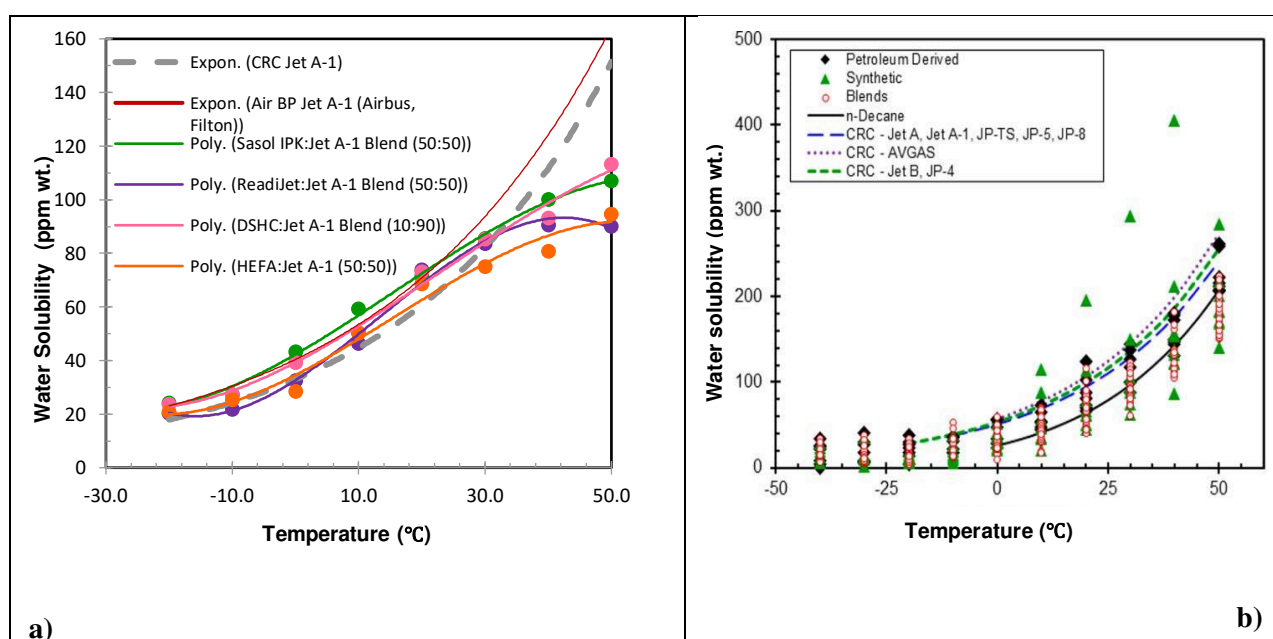 160
140
120
100
80
60
40
20
0
Water Solubility (ppm wt.)
Expon. (CRC Jet A-1)
Expon. (Air BP Jet A-1 (Airbus,
Filton))
Poly. (Sasol IPK:Jet A-1 Blend (50:50))
Poly. (ReadiJet:Jet A-1 Blend (50:50))
Poly. (DSHC:Jet A-1 Blend (10:90))
Poly. (HEFA:Jet A-1 (50:50))
-30.0 -10.0 10.0 30.0 50.0
Temperature (℃)
a)
500
400
300
200
100
0
Water solubility (ppm wt.)
Petroleum Derived
Synthetic
Blends
n-Decane
CRC - Jet A, Jet A-1, JP-TS, JP-5, JP-8
CRC - AVGAS
CRC - Jet B, JP-4
-50 -25 0 25 50
Temperature (℃)
b)